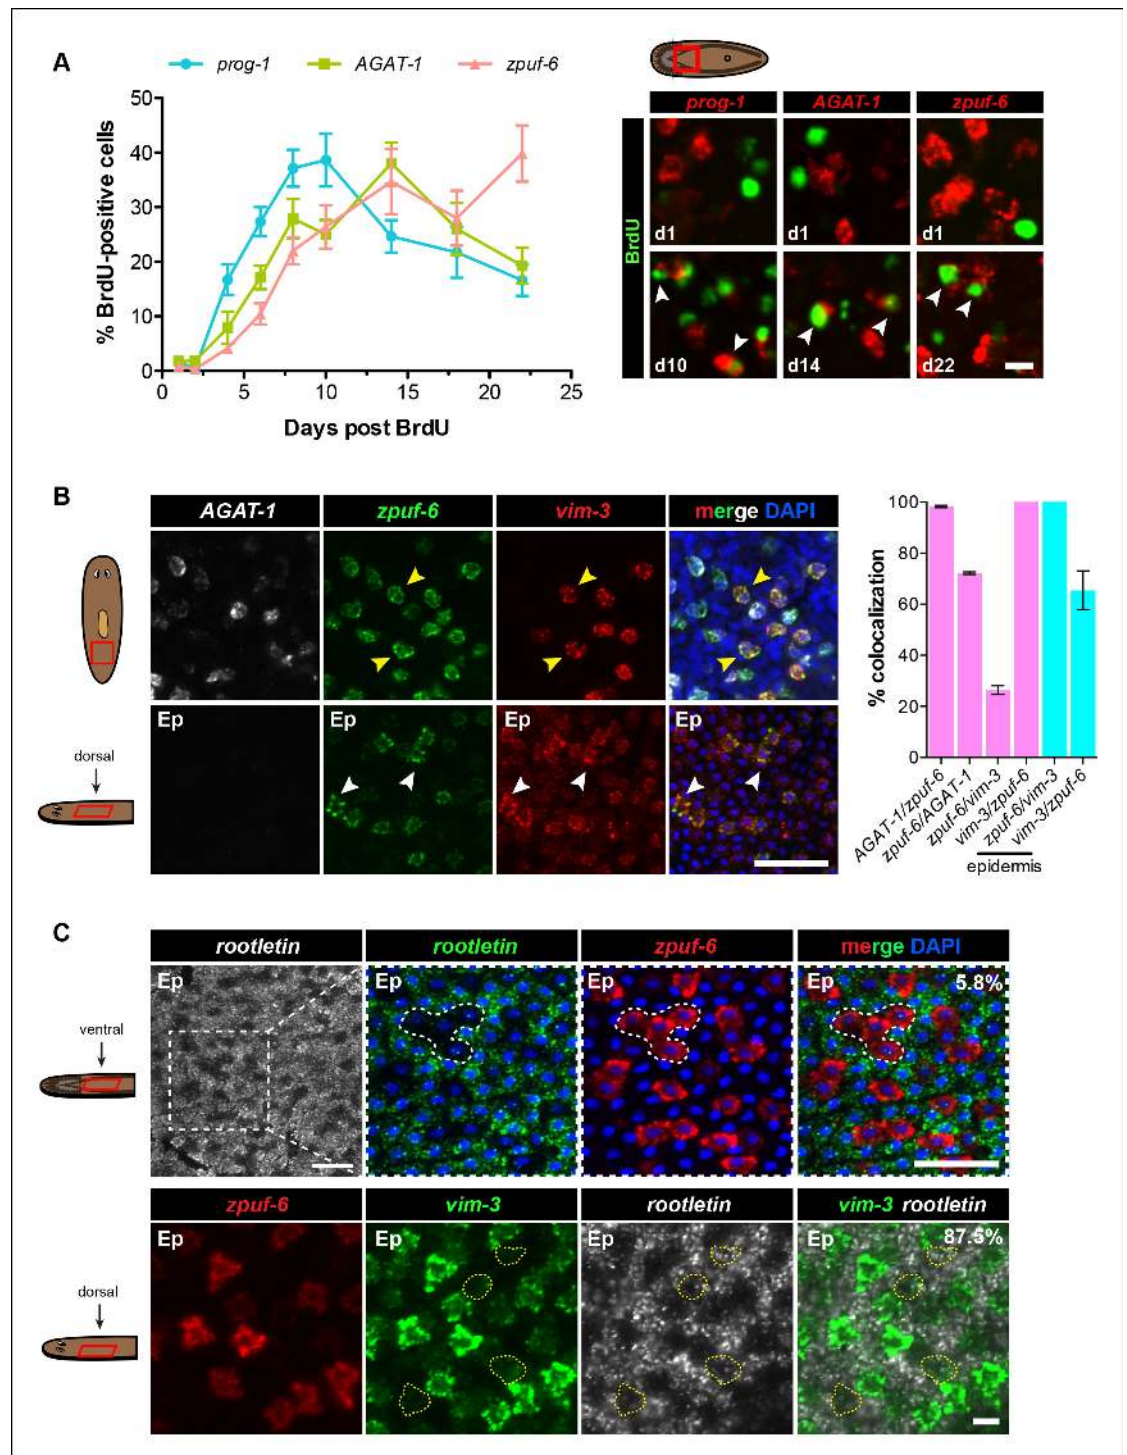 A
prog-1 AGAT-1 zpuf-6
50
40
30
20
10
0
% BrdU-positive cells
0 5 10 15 20 25
Days post BrdU
prog-1 AGAT-1 zpuf-6
BrdU
d1 d1 d1
d10 d14 d22
B
AGAT-1 zpuf-6 vim-3 merge DAPI
Ep Ep Ep Ep
dorsal
100
80
60
40
20
0
% colocalization
AGAT-1/zpuf-6
zpuf-6/AGAT-1
zpuf-6/vim-3
vim-3/zpuf-6
zpuf-6/vim-3
vim-3/zpuf-6
epidermis
C
rootletin rootletin zpuf-6 merge DAPI
Ep Ep Ep Ep 5.8%
ventral
zpuf-6 vim-3 rootletin vim-3 rootletin
Ep Ep Ep Ep 87.5%
dorsal